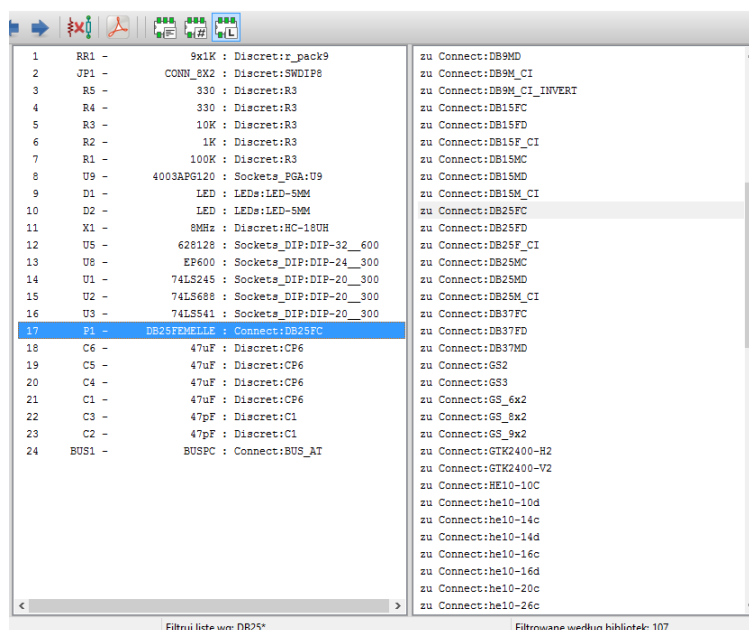 1 RR1 - 9x1K : Discret:r_pack9
2 JP1 - CONN_8X2 : Discret:SWDIP8
3 R5 - 330 : Discret:R3
4 R4 - 330 : Discret:R3
5 R3 - 10K : Discret:R3
6 R2 - 1K : Discret:R3
7 R1 - 100K : Discret:R3
8 U9 - 4003APG120 : Sockets_PGA:U9
9 D1 - LED : LEDs:LED-5MM
10 D2 - LED : LEDs:LED-5MM
11 X1 - 8MHz : Discret:HC-18UH
12 U5 - 628128 : Sockets_DIP:DIP-32__600
13 U8 - EP600 : Sockets_DIP:DIP-24__300
14 U1 - 74LS245 : Sockets_DIP:DIP-20__300
15 U2 - 74LS688 : Sockets_DIP:DIP-20__300
16 U3 - 74LS541 : Sockets_DIP:DIP-20__300
17 P1 - DB25FEMELLE : Connect:DB25FC
18 C6 - 47uF : Discret:CP6
19 C5 - 47uF : Discret:CP6
20 C4 - 47uF : Discret:CP6
21 C1 - 47uF : Discret:CP6
22 C3 - 47pF : Discret:C1
23 C2 - 47pF : Discret:C1
24 BUS1 - BUSPC : Connect:BUS_AT
zu Connect:DB9MD
zu Connect:DB9M_CI
zu Connect:DB9M_CI_INVERT
zu Connect:DB15FC
zu Connect:DB15FD
zu Connect:DB15F_CI
zu Connect:DB15MC
zu Connect:DB15MD
zu Connect:DB15M_CI
zu Connect:DB25FC
zu Connect:DB25FD
zu Connect:DB25F_CI
zu Connect:DB25MC
zu Connect:DB25MD
zu Connect:DB25M_CI
zu Connect:DB37FC
zu Connect:DB37FD
zu Connect:DB37MD
zu Connect:GS2
zu Connect:GS3
zu Connect:GS_6x2
zu Connect:GS_8x2
zu Connect:GS_9x2
zu Connect:GTK2400-H2
zu Connect:GTK2400-V2
zu Connect:HE10-10C
zu Connect:he10-10d
zu Connect:he10-14c
zu Connect:he10-14d
zu Connect:he10-16c
zu Connect:he10-16d
zu Connect:he10-20c
zu Connect:he10-26c
Filtruj listę wg: DB25*
Filtrowane według bibliotek: 107